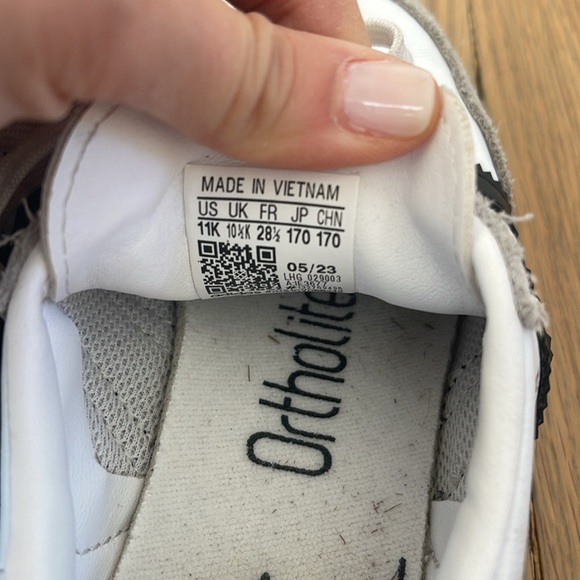 MADE IN VIETNAM
US UK FR JP CHN
11K 10½K 28½ 170 170
05/23
LHG 029003
Ortholite